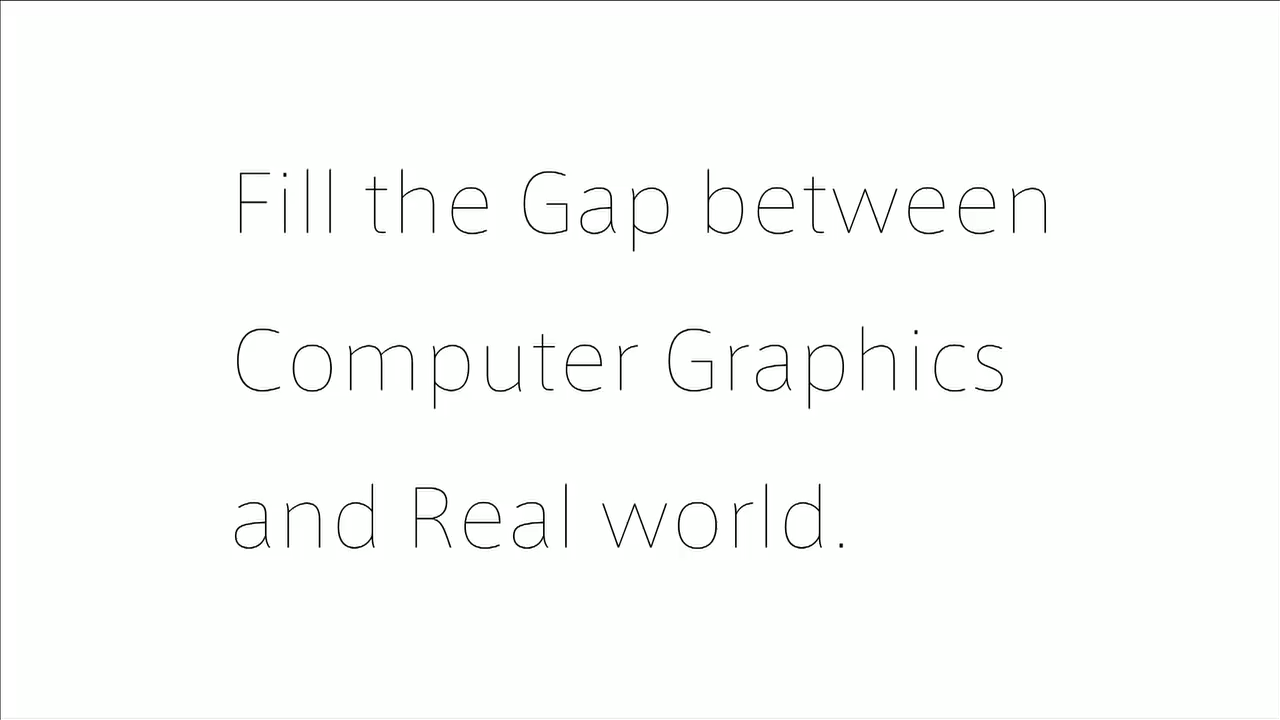 Fill the Gap between
Computer Graphics
and Real world.